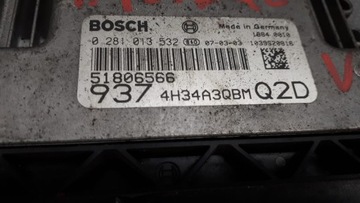 BOSCH
Made in Germany
0 281 013 532 07-03-03 1039S20816
51806566
937 4H34A3QBM Q2D